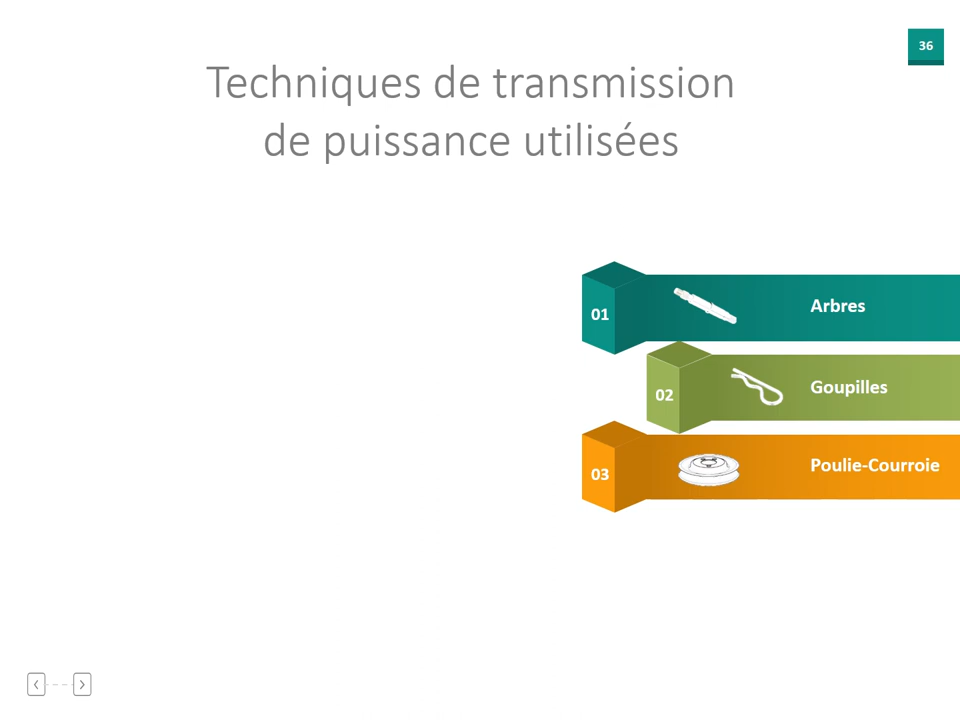 36
Techniques de transmission
de puissance utilisées
01
Arbres
02
Goupilles
03
Poulie-Courroie